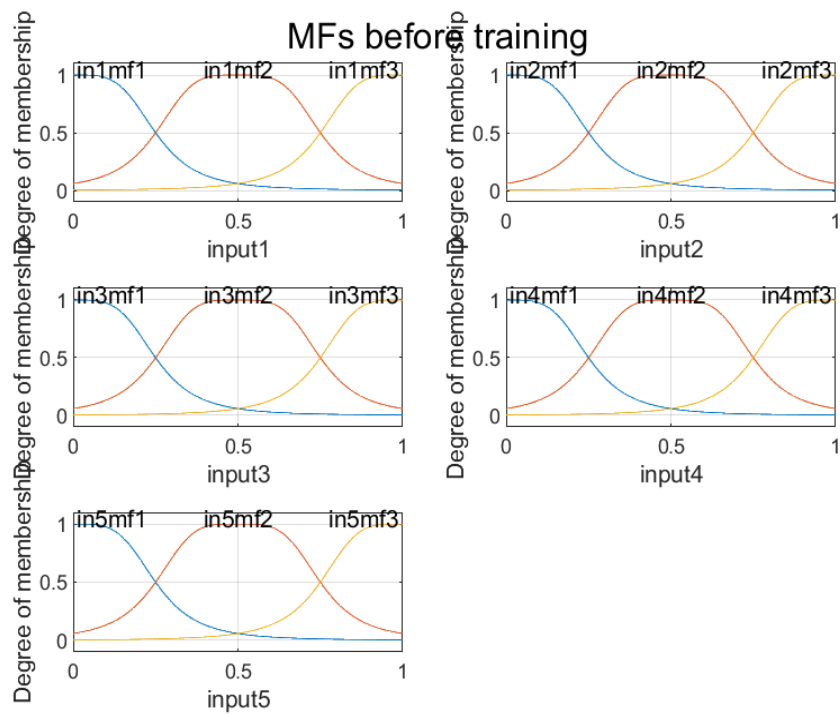 MFs before training
Degree of membership
in1mf1 in1mf2 in1mf3
1
0.5
0
0 0.5 1
input1
Degree of membership
in2mf1 in2mf2 in2mf3
1
0.5
0
0 0.5 1
input2
Degree of membership
in3mf1 in3mf2 in3mf3
1
0.5
0
0 0.5 1
input3
Degree of membership
in4mf1 in4mf2 in4mf3
1
0.5
0
0 0.5 1
input4
Degree of membership
in5mf1 in5mf2 in5mf3
1
0.5
0
0 0.5 1
input5